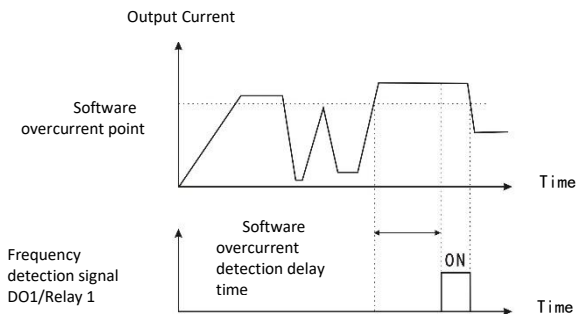 Output Current
Software
overcurrent point
Time
Software
overcurrent
detection delay
time
ON
Frequency
detection signal
DO1/Relay 1
Time